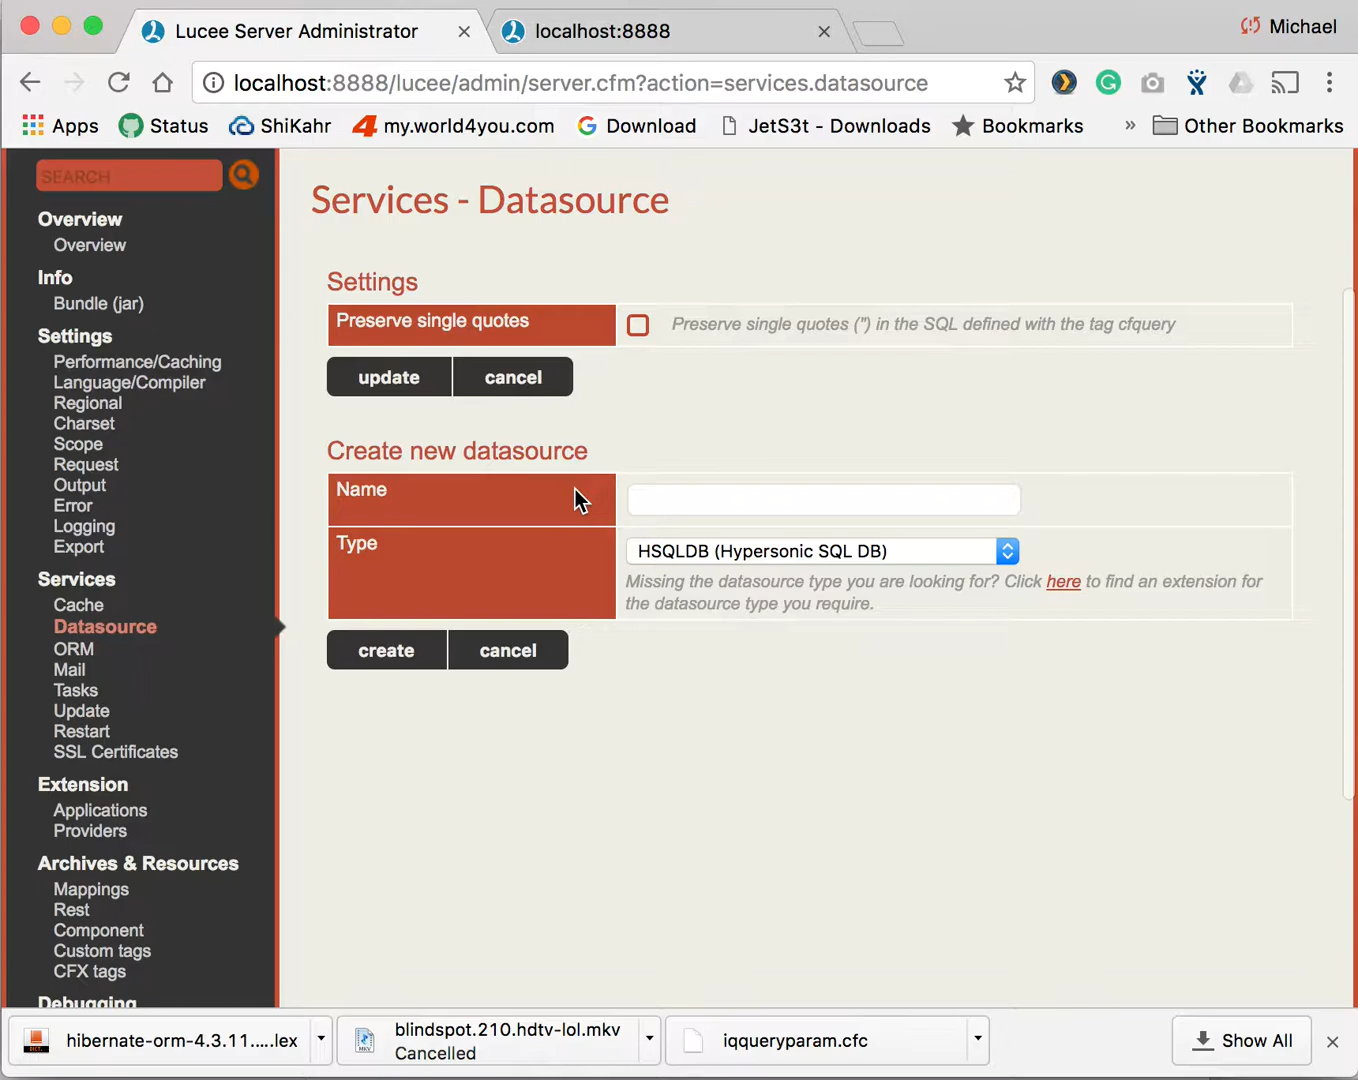 Lucee Server Administrator
localhost:8888
Michael
localhost:8888/lucee/admin/server.cfm?action=services.datasource
Apps
Status
ShiKahr
my.world4you.com
Download
JetS3t - Downloads
Bookmarks
»
Other Bookmarks
SEARCH
Overview
Overview
Info
Bundle (jar)
Settings
Performance/Caching
Language/Compiler
Regional
Charset
Scope
Request
Output
Error
Logging
Export
Services
Cache
Datasource
ORM
Mail
Tasks
Update
Restart
SSL Certificates
Extension
Applications
Providers
Archives & Resources
Mappings
Rest
Component
Custom tags
CFX tags
Debugging
Services - Datasource
Settings
Preserve single quotes
Preserve single quotes (") in the SQL defined with the tag cfquery
update
cancel
Create new datasource
Name
Type
HSQLDB (Hypersonic SQL DB)
Missing the datasource type you are looking for? Click here to find an extension for
the datasource type you require.
create
cancel
hibernate-orm-4.3.11.....lex
blindspot.210.hdtv-lol.mkv
Cancelled
iqqueryparam.cfc
Show All